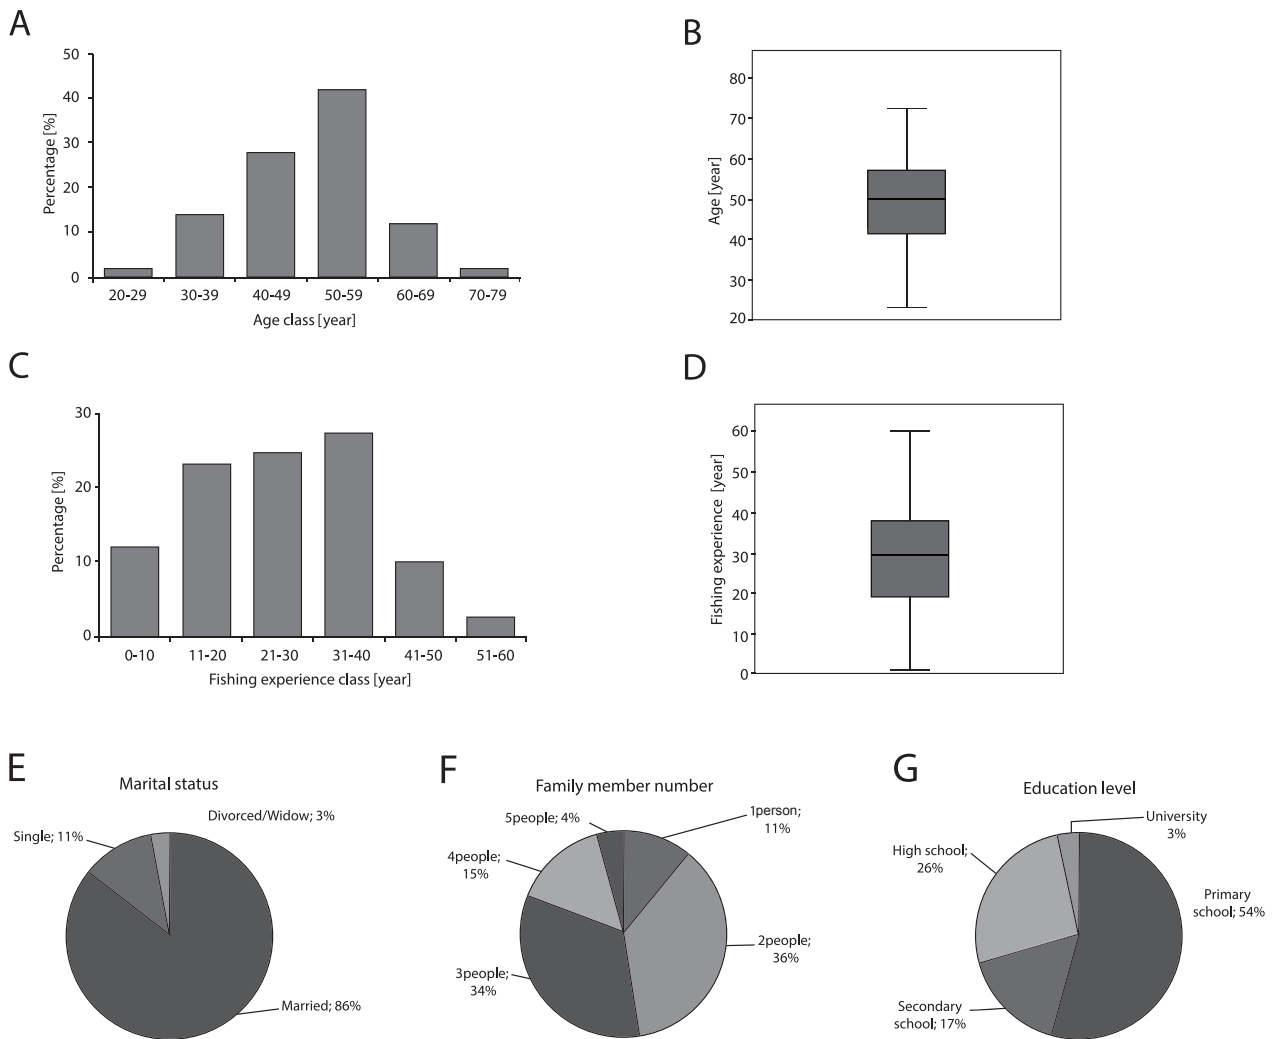 A
50
40
30
20
10
0
Percentage [%]
20-29 30-39 40-49 50-59 60-69 70-79
Age class [year]
B
80
70
60
50
40
30
20
Age [year]
C
30
20
10
0
Percentage [%]
0-10 11-20 21-30 31-40 41-50 51-60
Fishing experience class [year]
D
60
50
40
30
20
10
0
Fishing experience [year]
E
Marital status
Divorced/Widow; 3%
Single; 11%
Married; 86%
F
Family member number
1person;
11%
5people; 4%
4people;
15%
2people;
36%
3people;
34%
G
Education level
University
3%
High school;
26%
Primary
school; 54%
Secondary
school; 17%